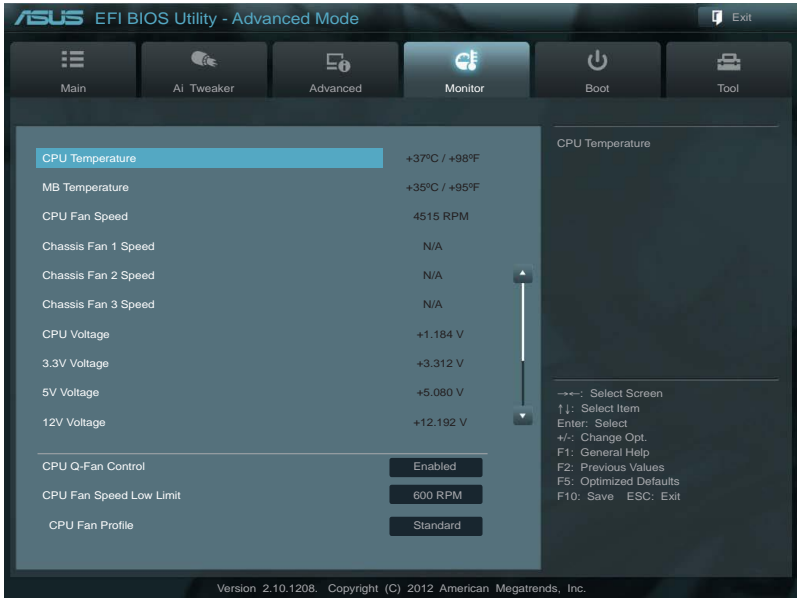 ASUS EFI BIOS Utility - Advanced Mode
Exit
Main
Ai Tweaker
Advanced
Monitor
Boot
Tool
CPU Temperature +37ºC / +98ºF
MB Temperature +35ºC / +95ºF
CPU Fan Speed 4515 RPM
Chassis Fan 1 Speed N/A
Chassis Fan 2 Speed N/A
Chassis Fan 3 Speed N/A
CPU Voltage +1.184 V
3.3V Voltage +3.312 V
5V Voltage +5.080 V
12V Voltage +12.192 V
CPU Q-Fan Control Enabled
CPU Fan Speed Low Limit 600 RPM
CPU Fan Profile Standard
CPU Temperature
→←: Select Screen
↑↓: Select Item
Enter: Select
+/-: Change Opt.
F1: General Help
F2: Previous Values
F5: Optimized Defaults
F10: Save ESC: Exit
Version 2.10.1208. Copyright (C) 2012 American Megatrends, Inc.